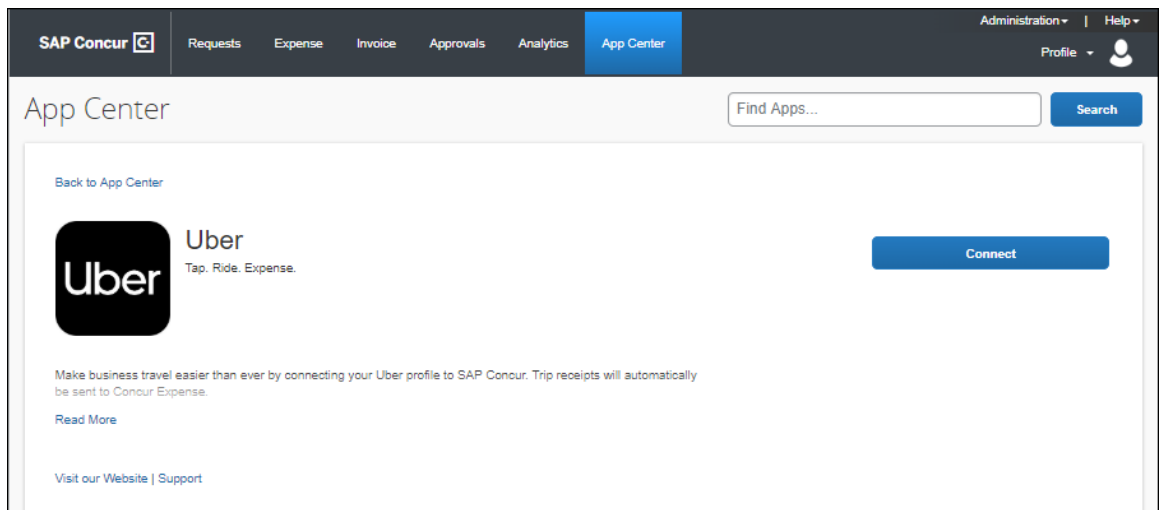 Administration | Help
SAP Concur C Requests Expense Invoice Approvals Analytics App Center
Profile
App Center
Find Apps...
Search
Back to App Center
Uber
Uber
Tap. Ride. Expense.
Connect
Make business travel easier than ever by connecting your Uber profile to SAP Concur. Trip receipts will automatically
be sent to Concur Expense.
Read More
Visit our Website | Support